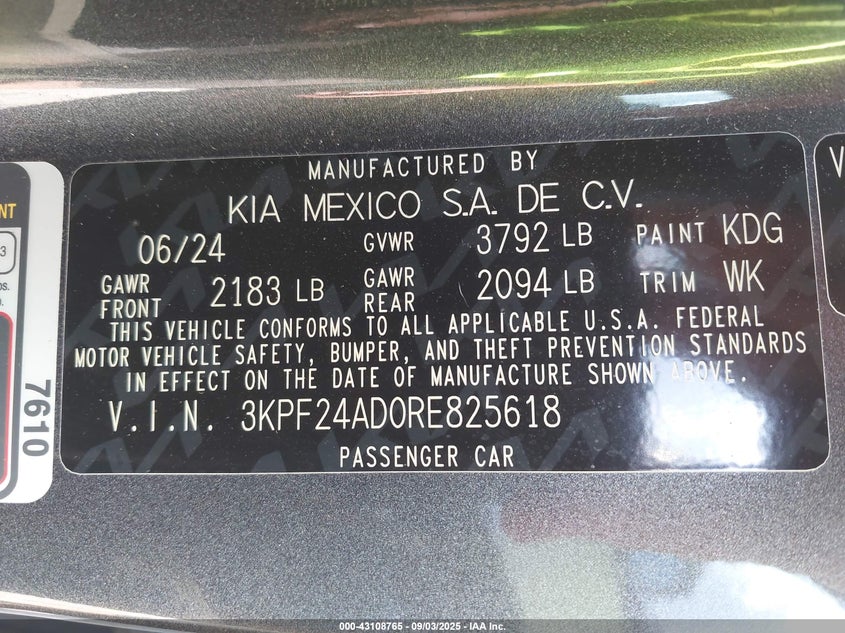 MANUFACTURED BY
KIA MEXICO S.A. DE C.V.
06/24 GVWR 3792 LB PAINT KDG
GAWR FRONT 2183 LB GAWR REAR 2094 LB TRIM WK
THIS VEHICLE CONFORMS TO ALL APPLICABLE U.S.A. FEDERAL
MOTOR VEHICLE SAFETY, BUMPER, AND THEFT PREVENTION STANDARDS
IN EFFECT ON THE DATE OF MANUFACTURE SHOWN ABOVE.
V.I.N. 3KPF24AD0RE825618
PASSENGER CAR
7610
NT
3
000-43108765 - 09/03/2025 - IAA Inc.